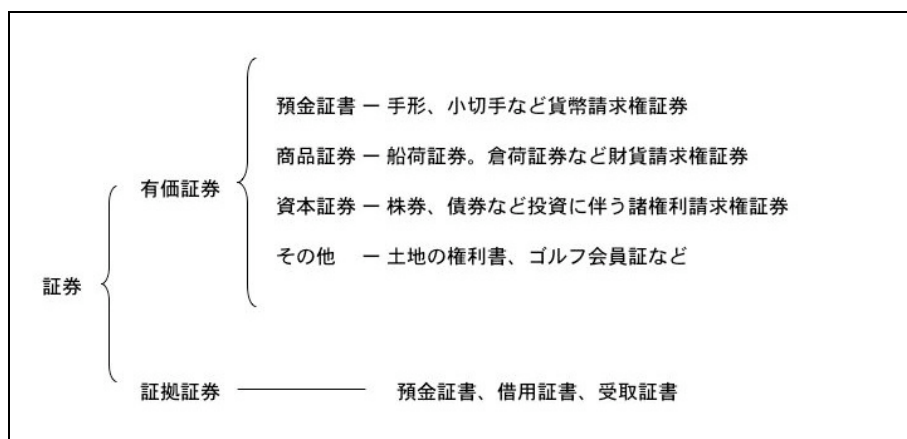 預金証書 ー 手形、小切手など貨幣請求権証券
商品証券 ー 船荷証券。倉荷証券など財貨請求権証券
有価証券
資本証券 ー 株券、債券など投資に伴う諸権利請求権証券
その他 ー 土地の権利書、ゴルフ会員証など
証券
証拠証券 預金証書、借用証書、受取証書